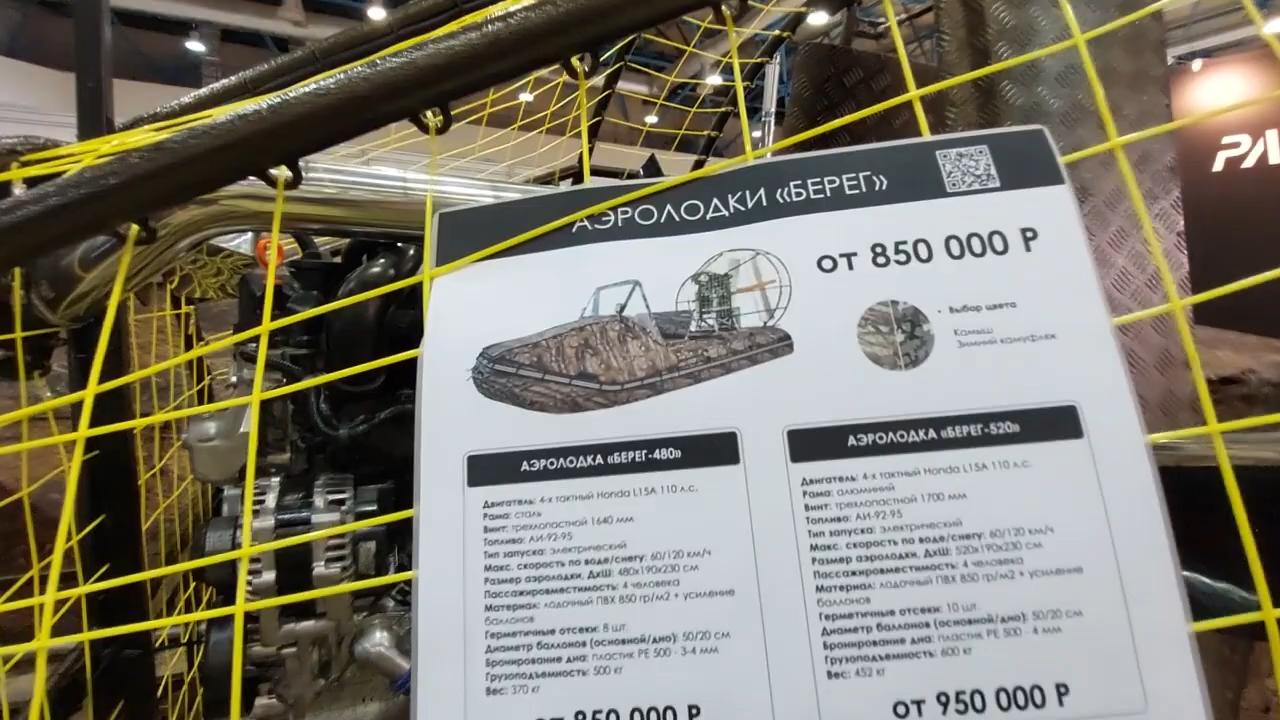 АЭРОЛОДКИ «БЕРЕГ»
от 850 000 Р
• Выбор цвета
Камыш
Зимний камуфляж
АЭРОЛОДКА «БЕРЕГ-480»
Двигатель: 4-х тактный Honda L15A 110 л.с.
Рама: сталь
Винт: трехлопастной 1640 мм
Топливо: АИ-92-95
Тип запуска: электрический
Макс. скорость по воде/снегу: 60/120 км/ч
Размер аэролодки, ДхШ: 480х190х230 см
Пассажировместимость: 4 человека
Материал: лодочный ПВХ 850 гр/м2 + усиление
баллонов
Герметичные отсеки: 8 шт.
Диаметр баллонов (основной/дно): 50/20 см
Бронирование дна: пластик РЕ 500 - 3-4 мм
Грузоподъемность: 500 кг
Вес: 370 кг
от 850 000 Р
АЭРОЛОДКА «БЕРЕГ-520»
Двигатель: 4-х тактный Honda L15A 110 л.с.
Рама: алюминий
Винт: трехлопастной 1700 мм
Топливо: АИ-92-95
Тип запуска: электрический
Макс. скорость по воде/снегу: 60/120 км/ч
Размер аэролодки, ДхШ: 520х190х230 см
Пассажировместимость: 4 человека
Материал: лодочный ПВХ 850 гр/м2 + усиление
баллонов
Герметичные отсеки: 10 шт.
Диаметр баллонов (основной/дно): 50/20 см
Бронирование дна: пластик РЕ 500 - 4 мм
Грузоподъемность: 600 кг
Вес: 452 кг
от 950 000 Р